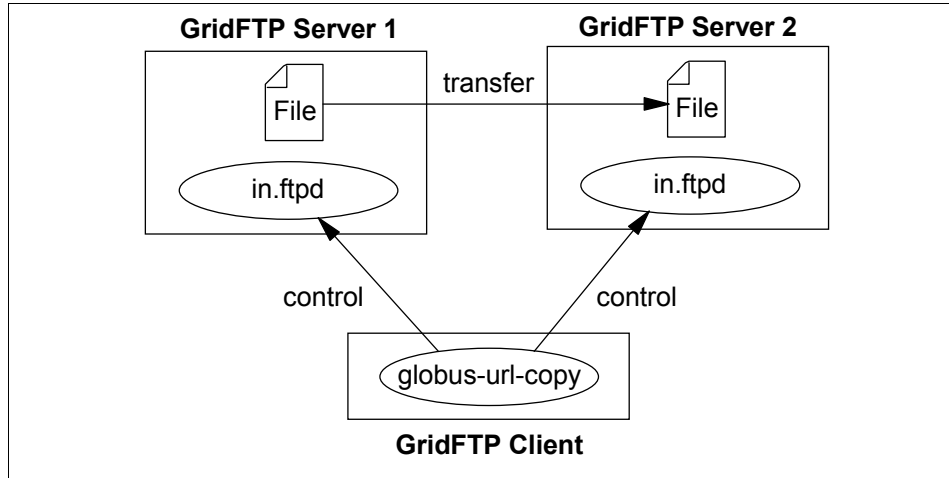 GridFTP Server 1
GridFTP Server 2
File
transfer
File
in.ftpd
in.ftpd
control
control
globus-url-copy
GridFTP Client